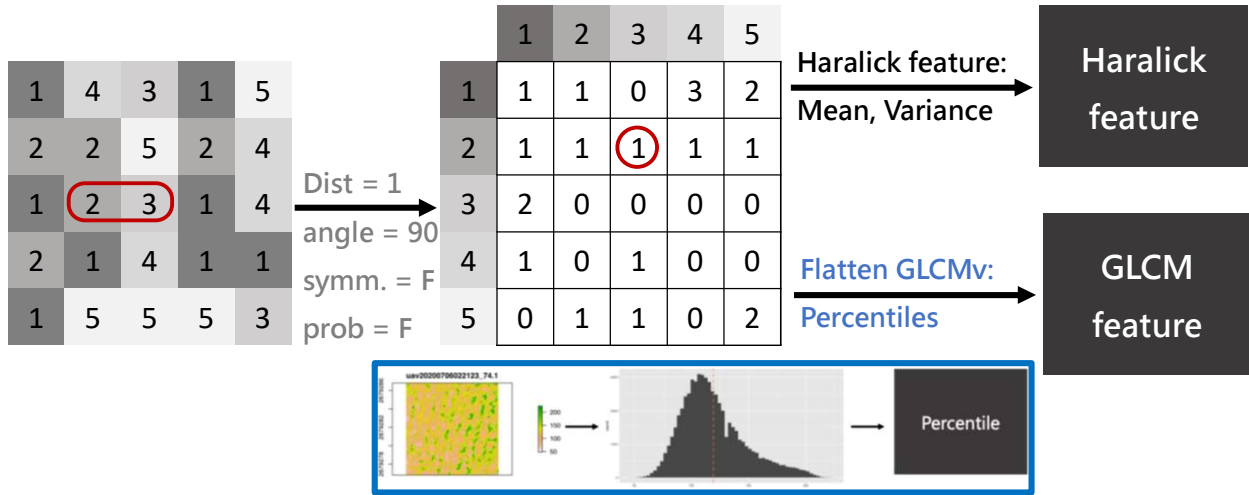 1 4 3 1 5
2 2 5 2 4
1 2 3 1 4
2 1 4 1 1
1 5 5 5 3
Dist = 1
angle = 90
symm. = F
prob = F
1 2 3 4 5
1 1 1 0 3 2
2 1 1 1 1 1
3 2 0 0 0 0
4 1 0 1 0 0
5 0 1 1 0 2
Haralick feature:
Mean, Variance
Haralick
feature
Flatten GLCMv:
Percentiles
GLCM
feature
uav20200706022123_74.1
2679286
2679282
2679278
200
150
100
50
Percentile